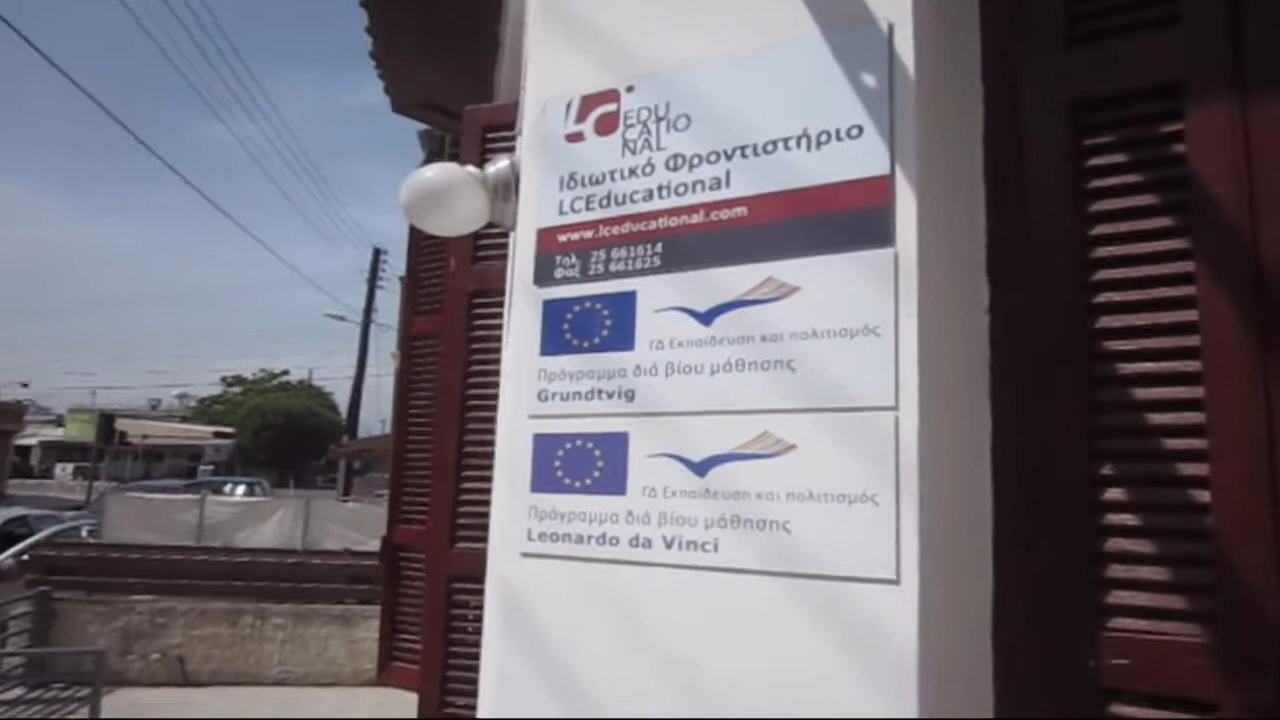 LC EDU
CATIO
NAL
Ιδιωτικό Φροντιστήριο
LCEducational
www.lceducational.com
Τηλ. 25 661614
Φαξ 25 661625
ΓΔ Εκπαίδευση και πολιτισμός
Πρόγραμμα διά βίου μάθησης
Grundtvig
ΓΔ Εκπαίδευση και πολιτισμός
Πρόγραμμα διά βίου μάθησης
Leonardo da Vinci